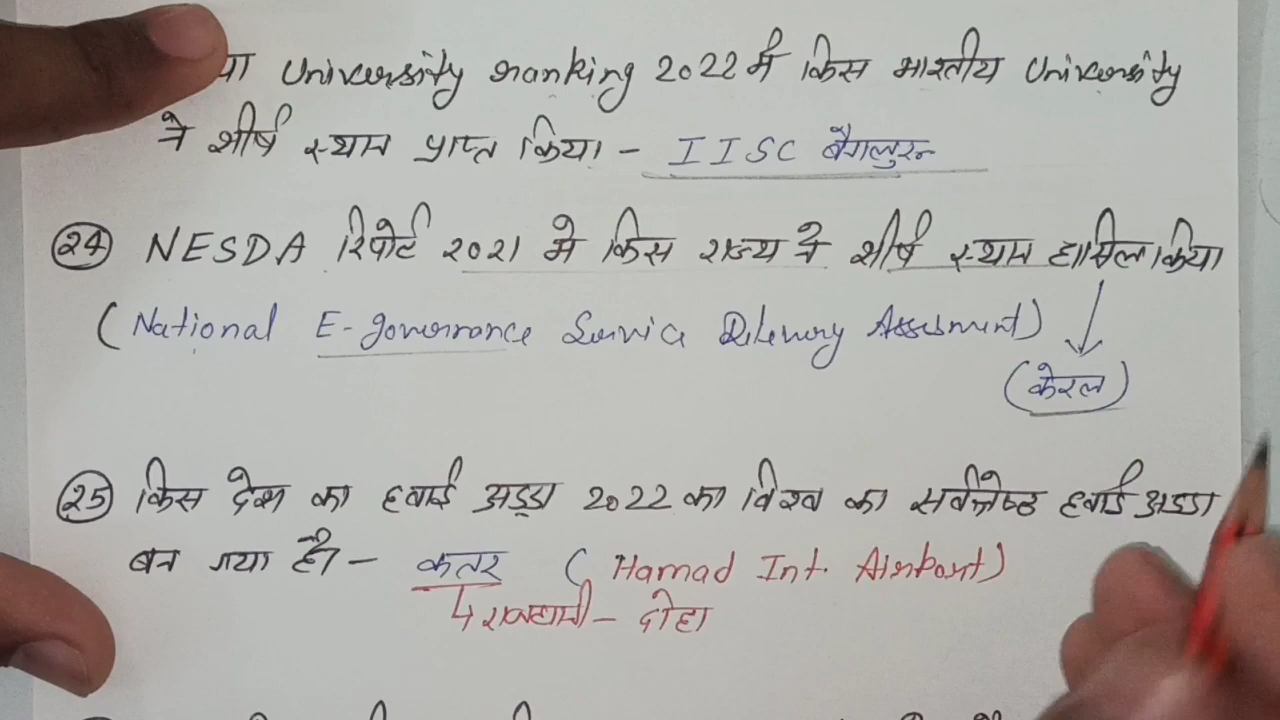 University ranking 2022 में किस भारतीय University
ने शीर्ष स्थान प्राप्त किया - IISC बैंगलुरू
24 NESDA रिपोर्ट 2021 मे किस राज्य ने शीर्ष स्थान हासिल किया
(National E-governance Service Delivery Assesment)
(केरल)
25 किस देश का हवाई अड्डा 2022 का विश्व का सर्वश्रेष्ठ हवाई अड्डा
बन गया है। - कतर (Hamad Int. Airport)
राजधानी - दोहा